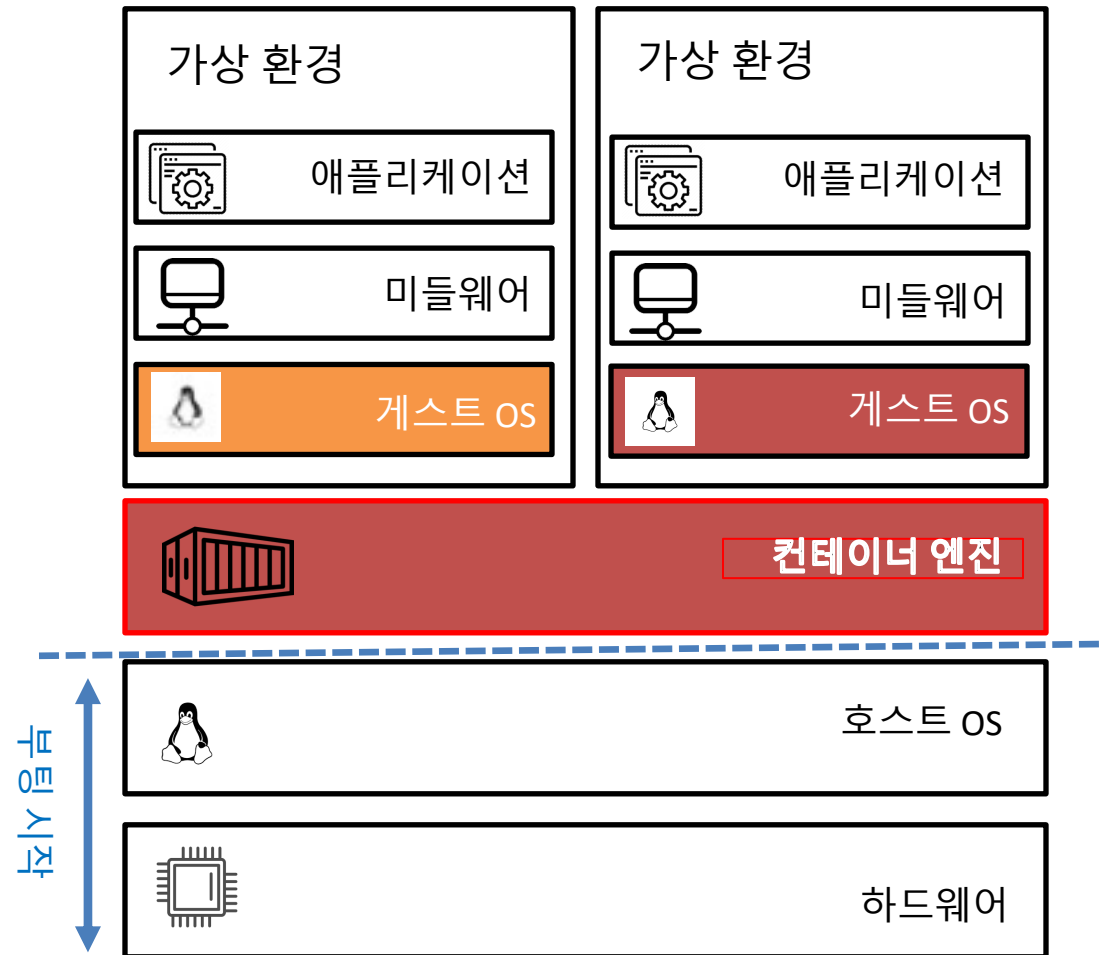 가상 환경
애플리케이션
미들웨어
게스트 OS
가상 환경
애플리케이션
미들웨어
게스트 OS
컨테이너 엔진
호스트 OS
하드웨어
부팅 시작